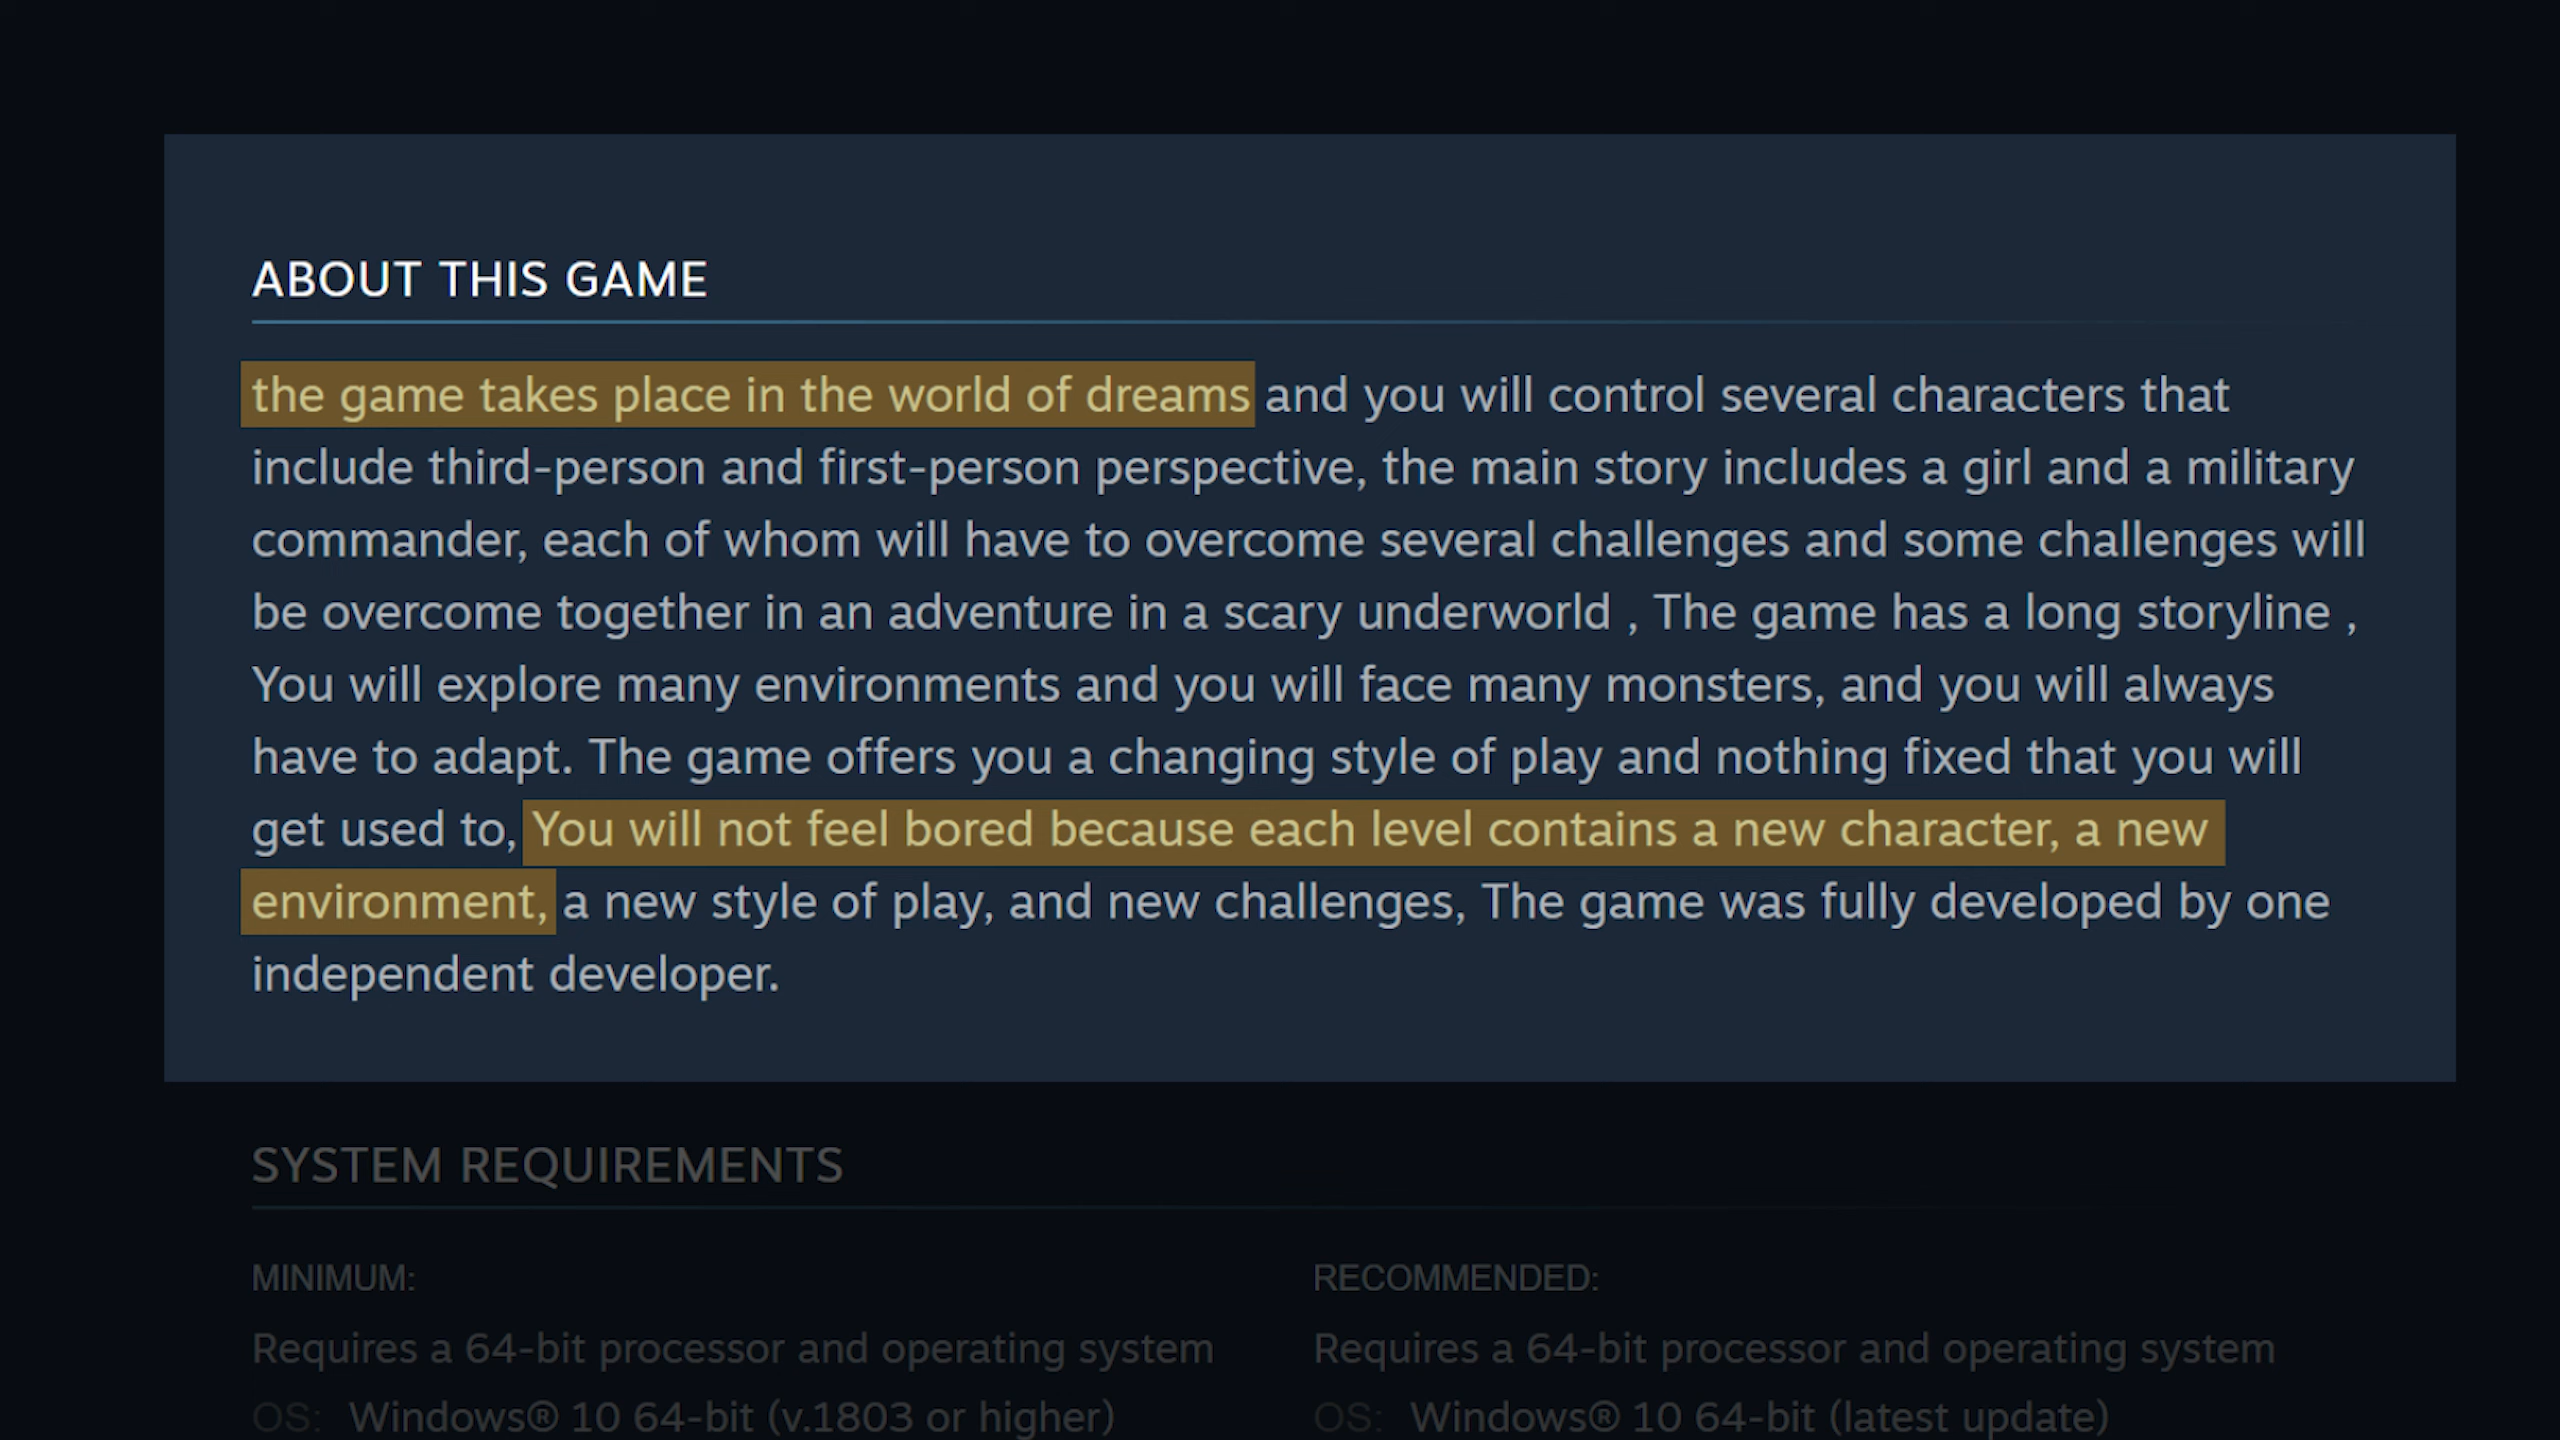 ABOUT THIS GAME
the game takes place in the world of dreams and you will control several characters that
include third-person and first-person perspective, the main story includes a girl and a military
commander, each of whom will have to overcome several challenges and some challenges will
be overcome together in an adventure in a scary underworld , The game has a long storyline ,
You will explore many environments and you will face many monsters, and you will always
have to adapt. The game offers you a changing style of play and nothing fixed that you will
get used to, You will not feel bored because each level contains a new character, a new
environment, a new style of play, and new challenges, The game was fully developed by one
independent developer.
SYSTEM REQUIREMENTS
MINIMUM:
Requires a 64-bit processor and operating system
OS: Windows® 10 64-bit (v.1803 or higher)
RECOMMENDED:
Requires a 64-bit processor and operating system
OS: Windows® 10 64-bit (latest update)